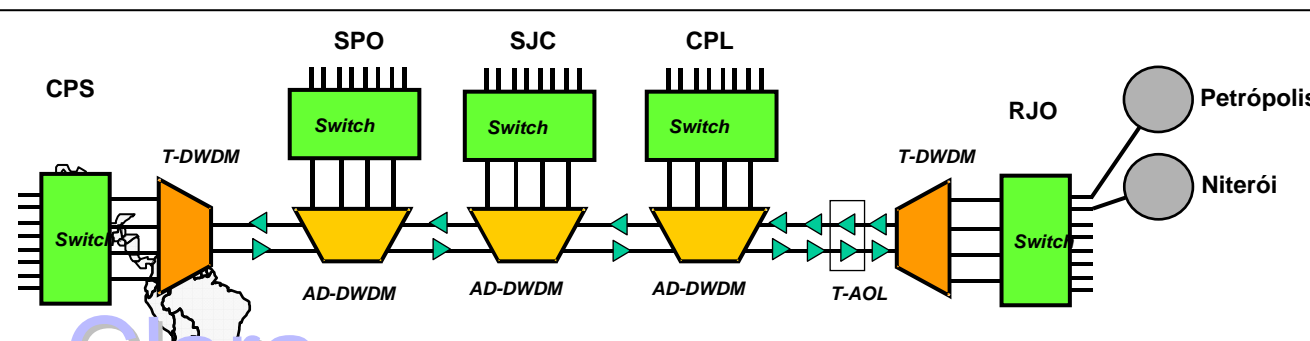 SPO
SJC
CPL
CPS
RJO
Petrópolis
Niterói
T-DWDM
T-DWDM
Switch
Switch
Switch
Switch
Switch
AD-DWDM
AD-DWDM
AD-DWDM
T-AOL